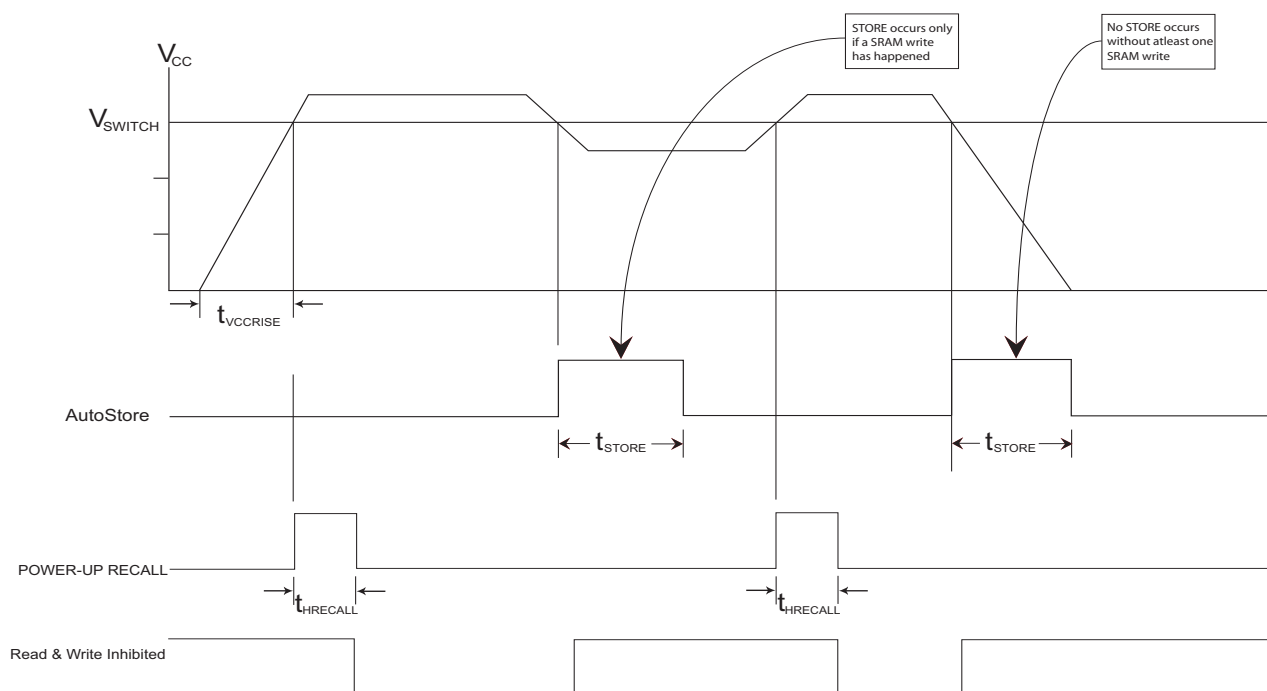 STORE occurs only
if a SRAM write
has happened
No STORE occurs
without atleast one
SRAM write
VCC
VSWITCH
tVCCRISE
AutoStore
tSTORE
tSTORE
POWER-UP RECALL
tHRECALL
tHRECALL
Read & Write Inhibited